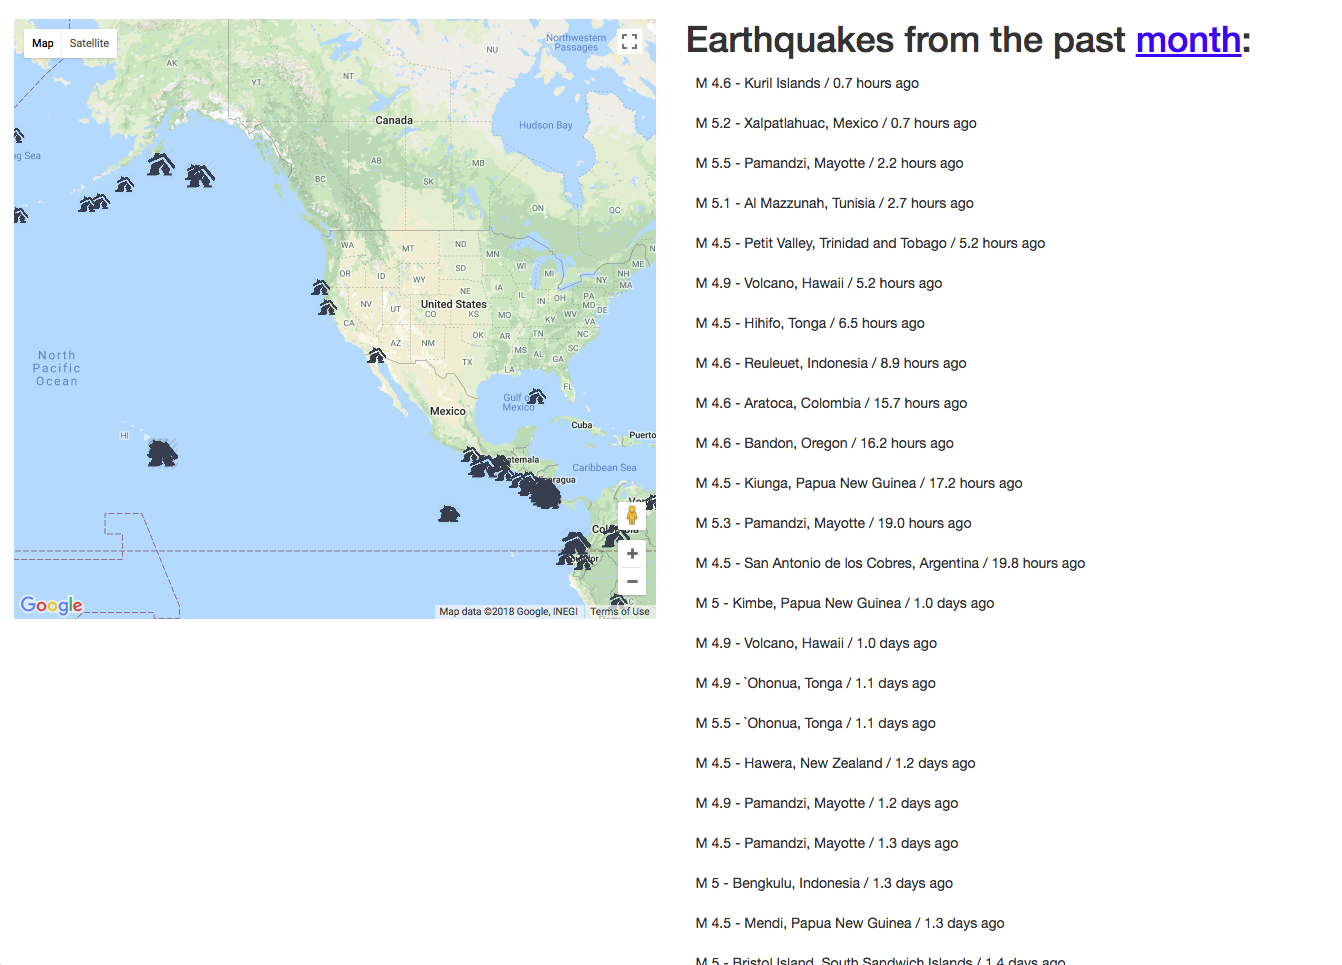 Map
Satellite
Northwestern
Passages
NU
AK
NT
YT
Canada
Hudson Bay
ng Sea
AB
MB
BC
SK
ON
QC
WA
MT
ND
MN
ME
OR
ID
SD
WI
MI
NH
NY
MA
WY
NE
IA
PA
NV
UT
United States
IL
IN
OH
MD
DE
CO
KS
MO
WV
CA
KY
VA
AZ
NM
OK
AR
TN
NC
MS
AL
SC
GA
North
Pacific
Ocean
TX
LA
FL
Gulf of
Mexico
Mexico
Cuba
HI
Puerto
atemala
Caribbean Sea
Google
Map data ©2018 Google, INEGI
Terms of Use
Earthquakes from the past month:
M 4.6 - Kuril Islands / 0.7 hours ago
M 5.2 - Xalpatlahuac, Mexico / 0.7 hours ago
M 5.5 - Pamandzi, Mayotte / 2.2 hours ago
M 5.1 - Al Mazzunah, Tunisia / 2.7 hours ago
M 4.5 - Petit Valley, Trinidad and Tobago / 5.2 hours ago
M 4.9 - Volcano, Hawaii / 5.2 hours ago
M 4.5 - Hihifo, Tonga / 6.5 hours ago
M 4.6 - Reuleuet, Indonesia / 8.9 hours ago
M 4.6 - Aratoca, Colombia / 15.7 hours ago
M 4.6 - Bandon, Oregon / 16.2 hours ago
M 4.5 - Kiunga, Papua New Guinea / 17.2 hours ago
M 5.3 - Pamandzi, Mayotte / 19.0 hours ago
M 4.5 - San Antonio de los Cobres, Argentina / 19.8 hours ago
M 5 - Kimbe, Papua New Guinea / 1.0 days ago
M 4.9 - Volcano, Hawaii / 1.0 days ago
M 4.9 - `Ohonua, Tonga / 1.1 days ago
M 5.5 - `Ohonua, Tonga / 1.1 days ago
M 4.5 - Hawera, New Zealand / 1.2 days ago
M 4.9 - Pamandzi, Mayotte / 1.2 days ago
M 4.5 - Pamandzi, Mayotte / 1.3 days ago
M 5 - Bengkulu, Indonesia / 1.3 days ago
M 4.5 - Mendi, Papua New Guinea / 1.3 days ago
M 5 - Bristol Island, South Sandwich Islands / 1.4 days ago